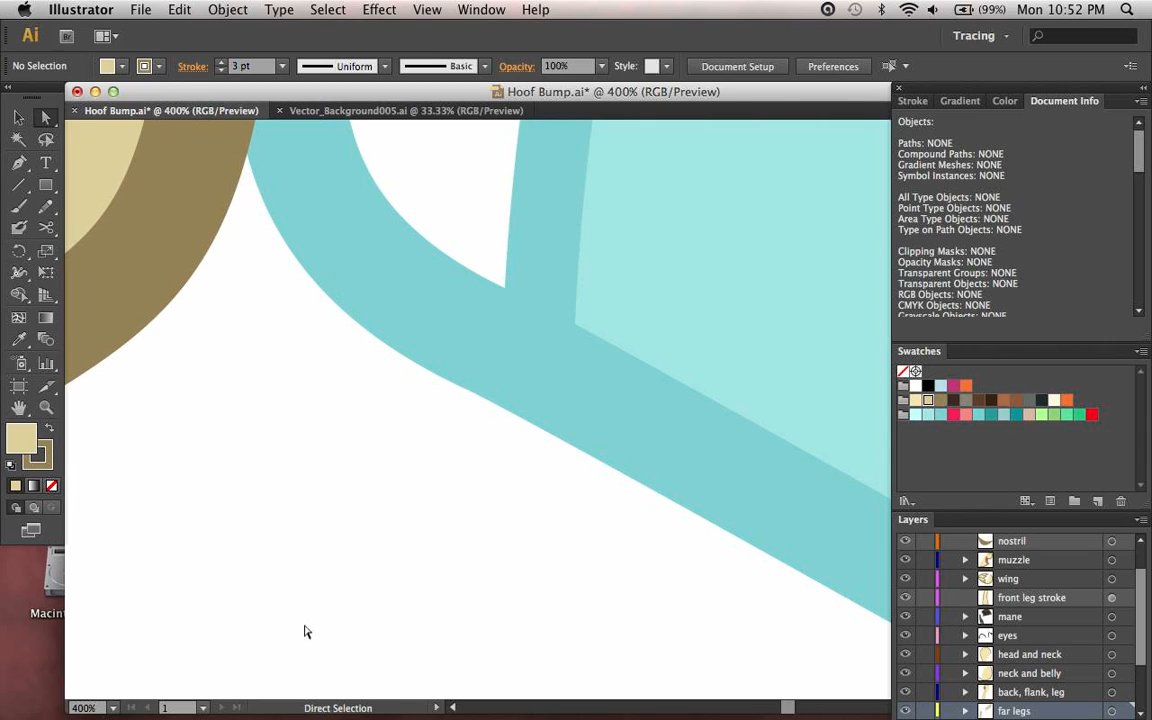 Illustrator File Edit Object Type Select Effect View Window Help (99%) Mon 10:52 PM
Ai Br Tracing
No Selection Stroke: 3 pt Uniform Basic Opacity: 100% Style: Document Setup Preferences
Hoof Bump.ai* @ 400% (RGB/Preview)
Hoof Bump.ai* @ 400% (RGB/Preview) Vector_Background005.ai @ 33.33% (RGB/Preview)
Stroke Gradient Color Document Info
Objects:
Paths: NONE
Compound Paths: NONE
Gradient Meshes: NONE
Symbol Instances: NONE
All Type Objects: NONE
Point Type Objects: NONE
Area Type Objects: NONE
Type on Path Objects: NONE
Clipping Masks: NONE
Opacity Masks: NONE
Transparent Groups: NONE
Transparent Objects: NONE
RGB Objects: NONE
CMYK Objects: NONE
Grayscale Objects: NONE
Swatches
Layers
nostril
muzzle
wing
front leg stroke
mane
eyes
head and neck
neck and belly
back, flank, leg
far legs
Macint
400% 1 Direct Selection